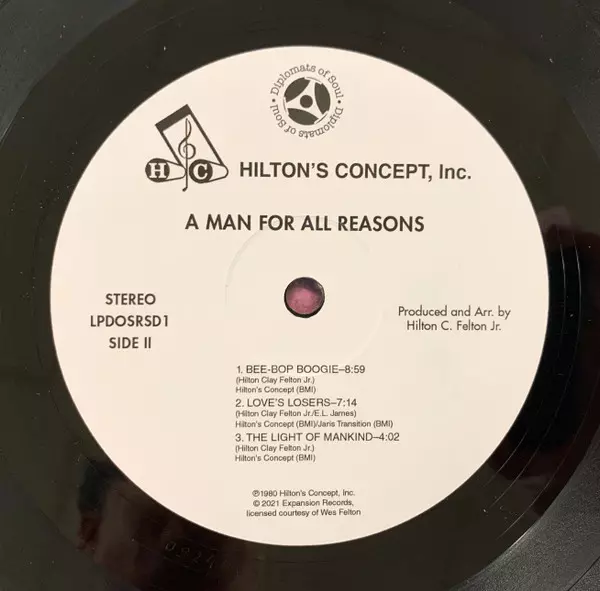 Diplomats of Soul • Diplomats of Soul •
H C
HILTON'S CONCEPT, Inc.
A MAN FOR ALL REASONS
STEREO
LPDOSRSD1
SIDE II
Produced and Arr. by
Hilton C. Felton Jr.
1. BEE-BOP BOOGIE–8:59
(Hilton Clay Felton Jr.)
Hilton's Concept (BMI)
2. LOVE'S LOSERS–7:14
(Hilton Clay Felton Jr./E.L. James)
Hilton's Concept (BMI)/Jaris Transition (BMI)
3. THE LIGHT OF MANKIND–4:02
(Hilton Clay Felton Jr.)
Hilton's Concept (BMI)
℗1980 Hilton's Concept, Inc.
© 2021 Expansion Records,
licensed courtesy of Wes Felton